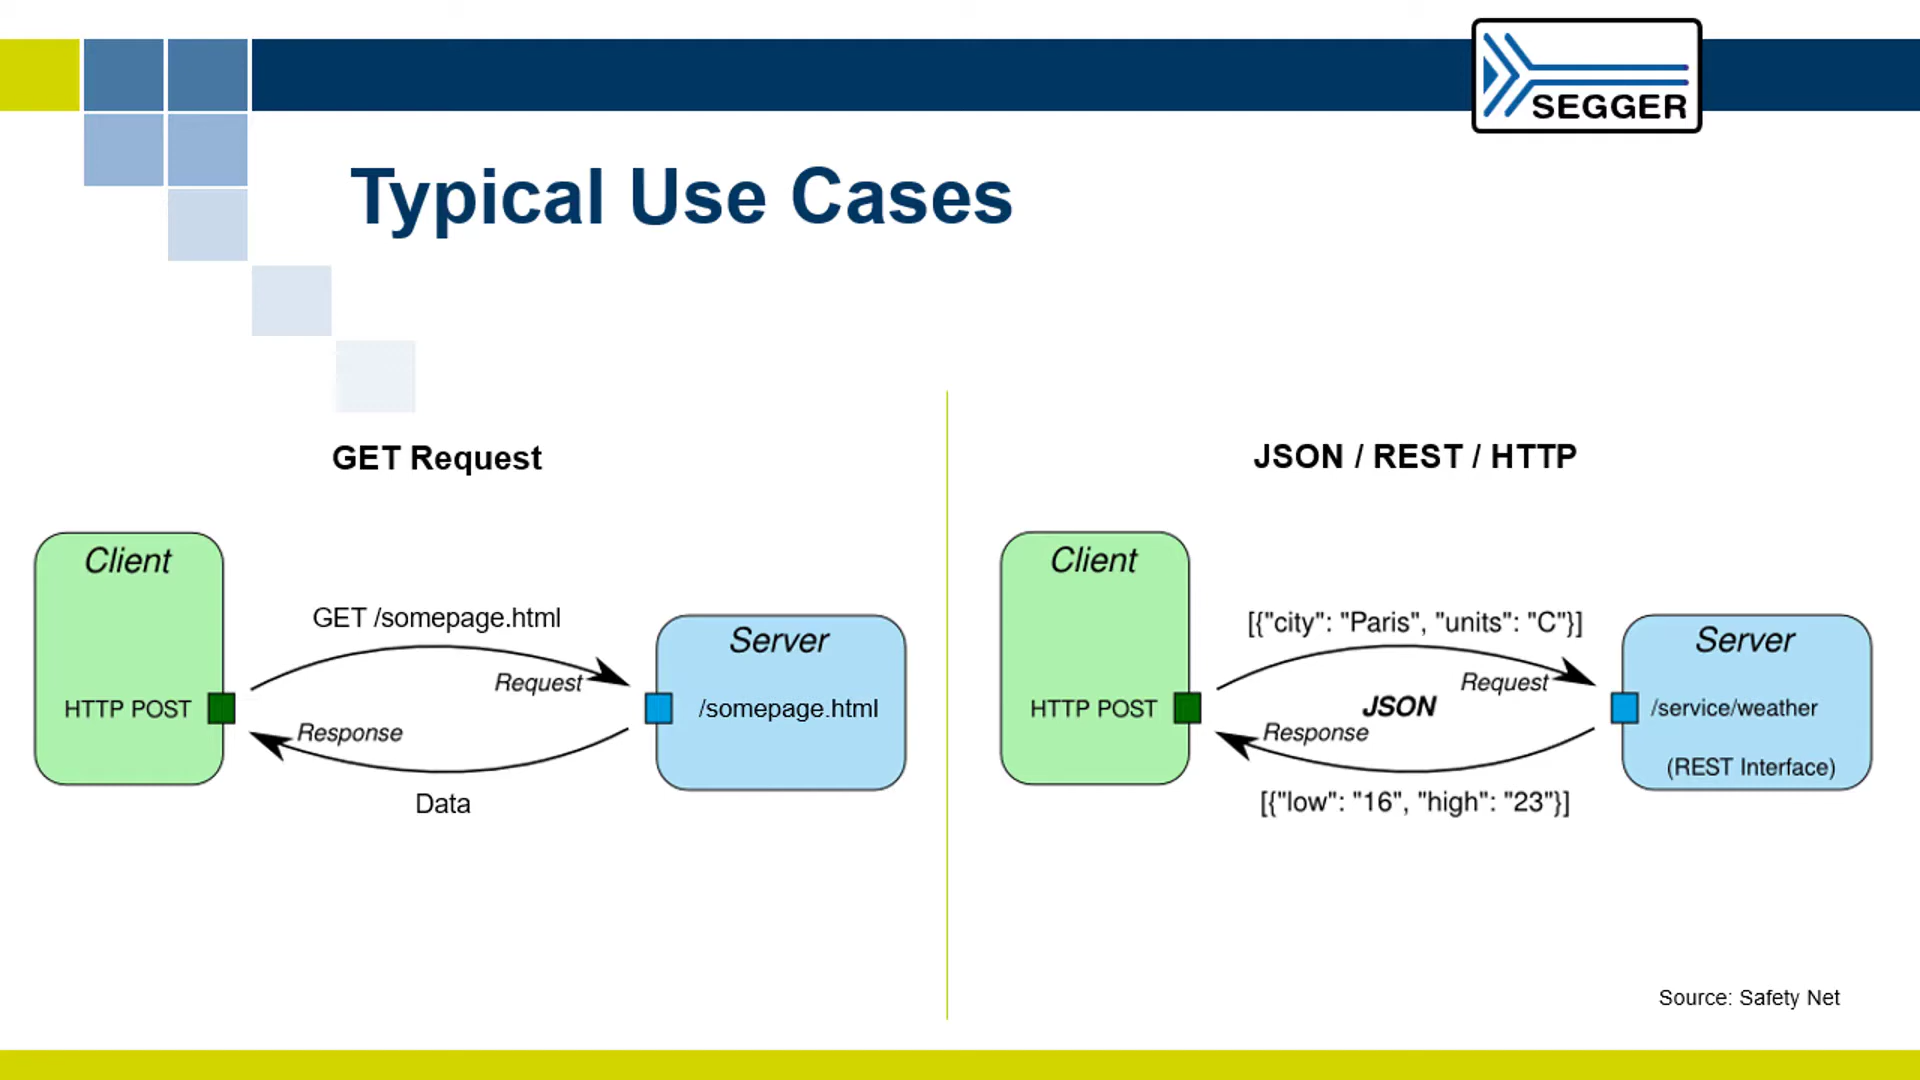 SEGGER
Typical Use Cases
GET Request
Client
GET /somepage.html
Request
HTTP POST
Response
Data
Server
/somepage.html
JSON / REST / HTTP
Client
[{"city": "Paris", "units": "C"}]
Request
HTTP POST
JSON
Response
[{"low": "16", "high": "23"}]
Server
/service/weather
(REST Interface)
Source: Safety Net